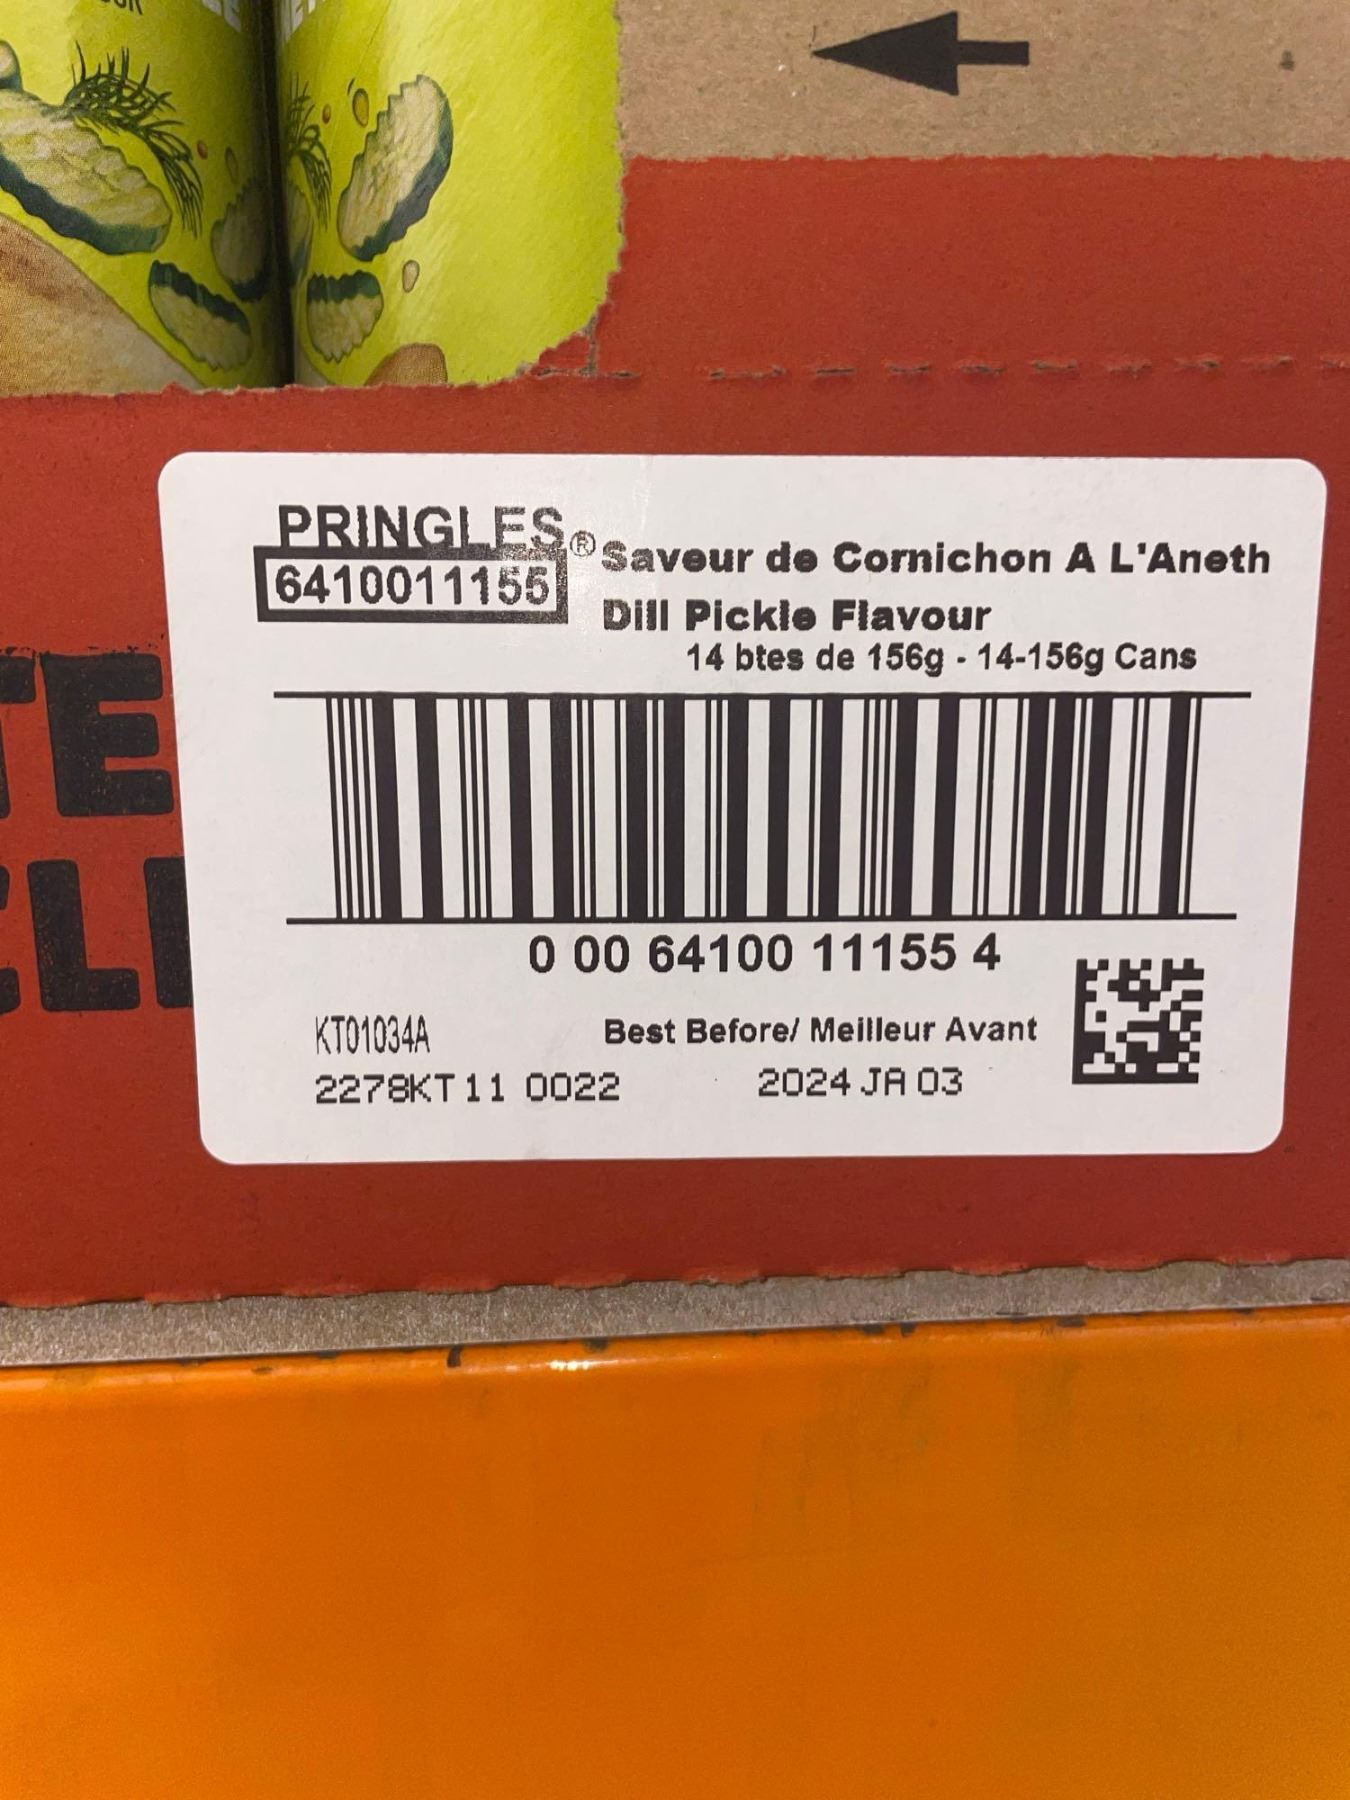 PRINGLES®
6410011155
Saveur de Cornichon A L'Aneth
Dill Pickle Flavour
14 btes de 156g - 14-156g Cans
0 00 64100 11155 4
KT01034A
Best Before/ Meilleur Avant
2278KT 11 0022
2024 JA 03